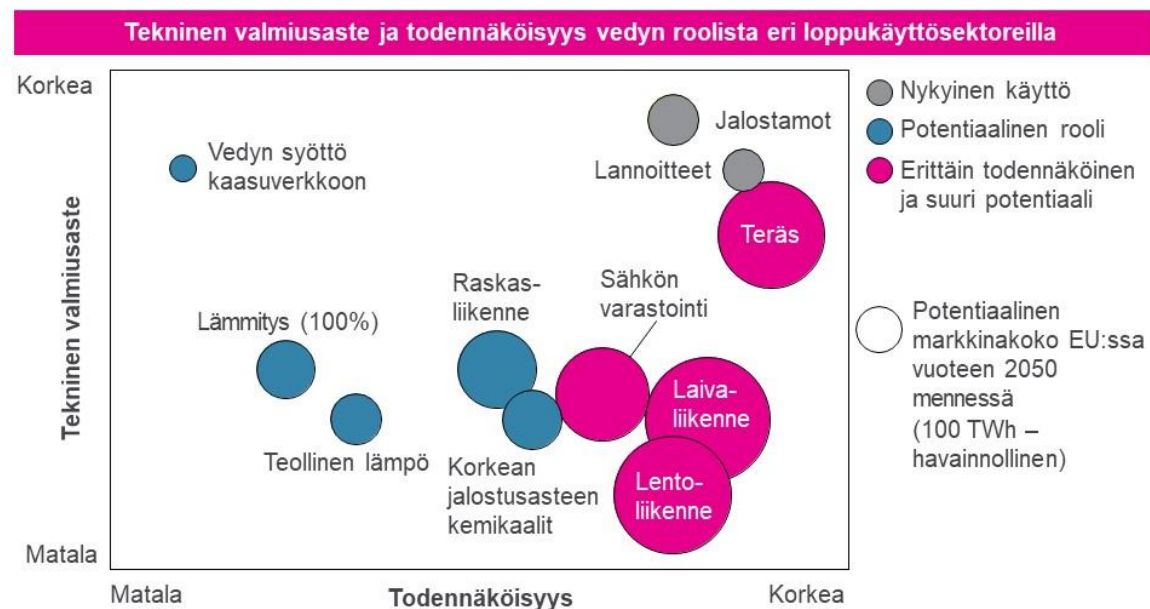 Tekninen valmiusaste ja todennäköisyys vedyn roolista eri loppukäyttösektoreilla
Korkea
Tekninen valmiusaste
Matala
Matala
Todennäköisyys
Korkea
Vedyn syöttö
kaasuverkkoon
Jalostamot
Lannoitteet
Teräs
Sähkön
varastointi
Raskas-
liikenne
Lämmitys (100%)
Teollinen lämpö
Korkean
jalostusasteen
kemikaalit
Laiva-
liikenne
Lento-
liikenne
Nykyinen käyttö
Potentiaalinen rooli
Erittäin todennäköinen
ja suuri potentiaali
Potentiaalinen
markkinakoko EU:ssa
vuoteen 2050
mennessä
(100 TWh –
havainnollinen)